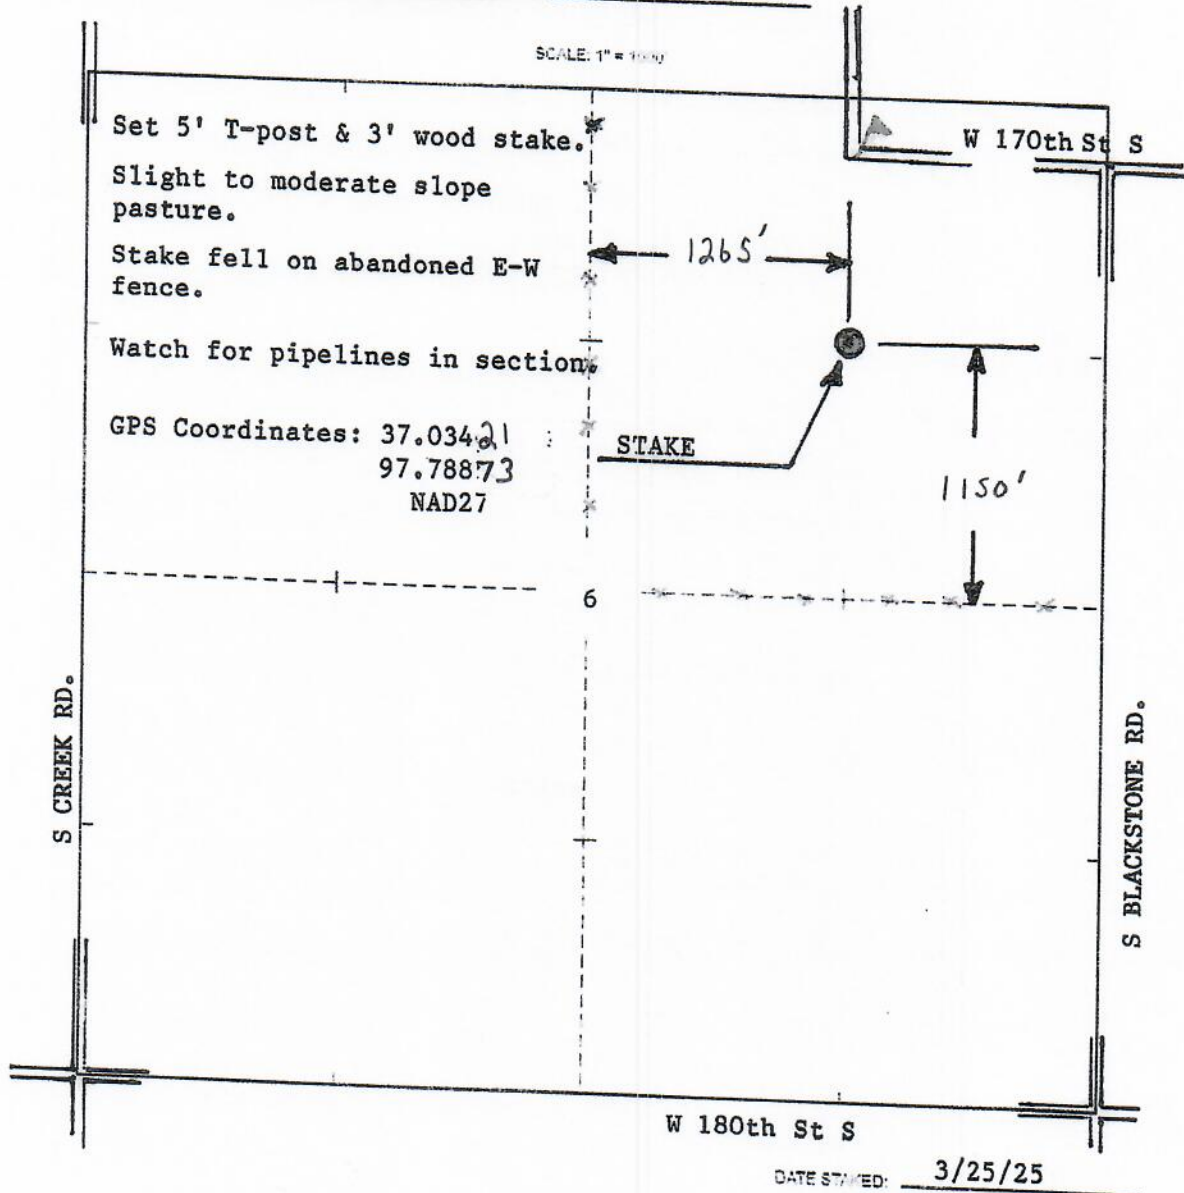 SCALE: 1" = 1000'
Set 5' T-post & 3' wood stake.
W 170th St S
Slight to moderate slope
pasture.
1265'
Stake fell on abandoned E-W
fence.
Watch for pipelines in section.
GPS Coordinates: 37.03421
97.78873
NAD27
STAKE
1150'
6
S CREEK RD.
S BLACKSTONE RD.
W 180th St S
DATE STAKED: 3/25/25